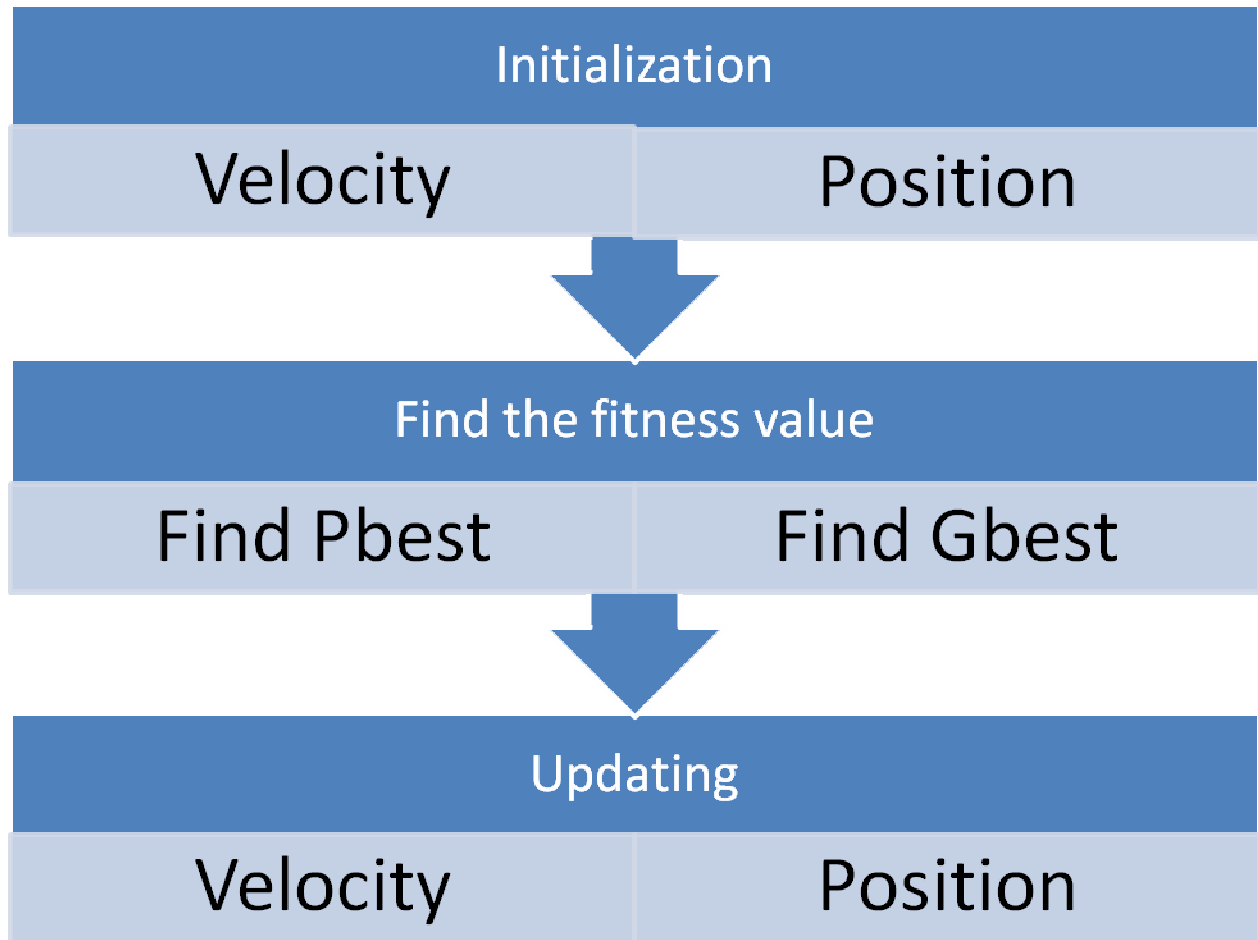 Initialization
Velocity Position
Find the fitness value
Find Pbest Find Gbest
Updating
Velocity Position